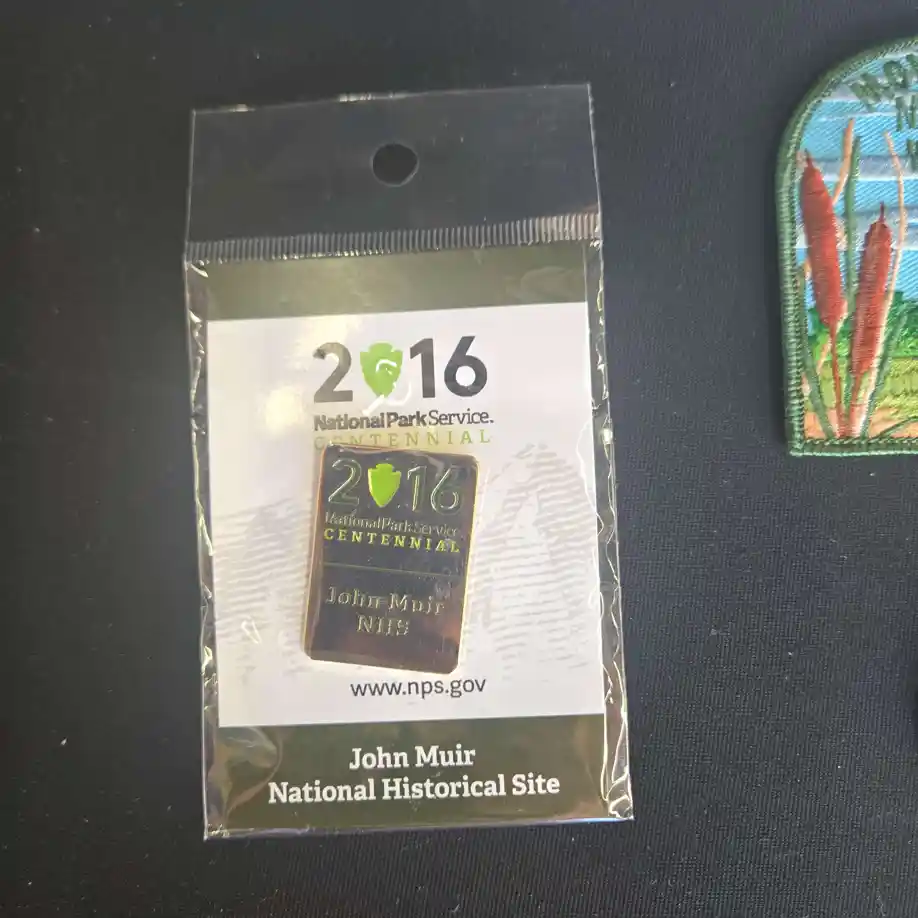 2016
National Park Service.
CENTENNIAL
2016
National Park Service
CENTENNIAL
John Muir
NHS
www.nps.gov
John Muir
National Historical Site